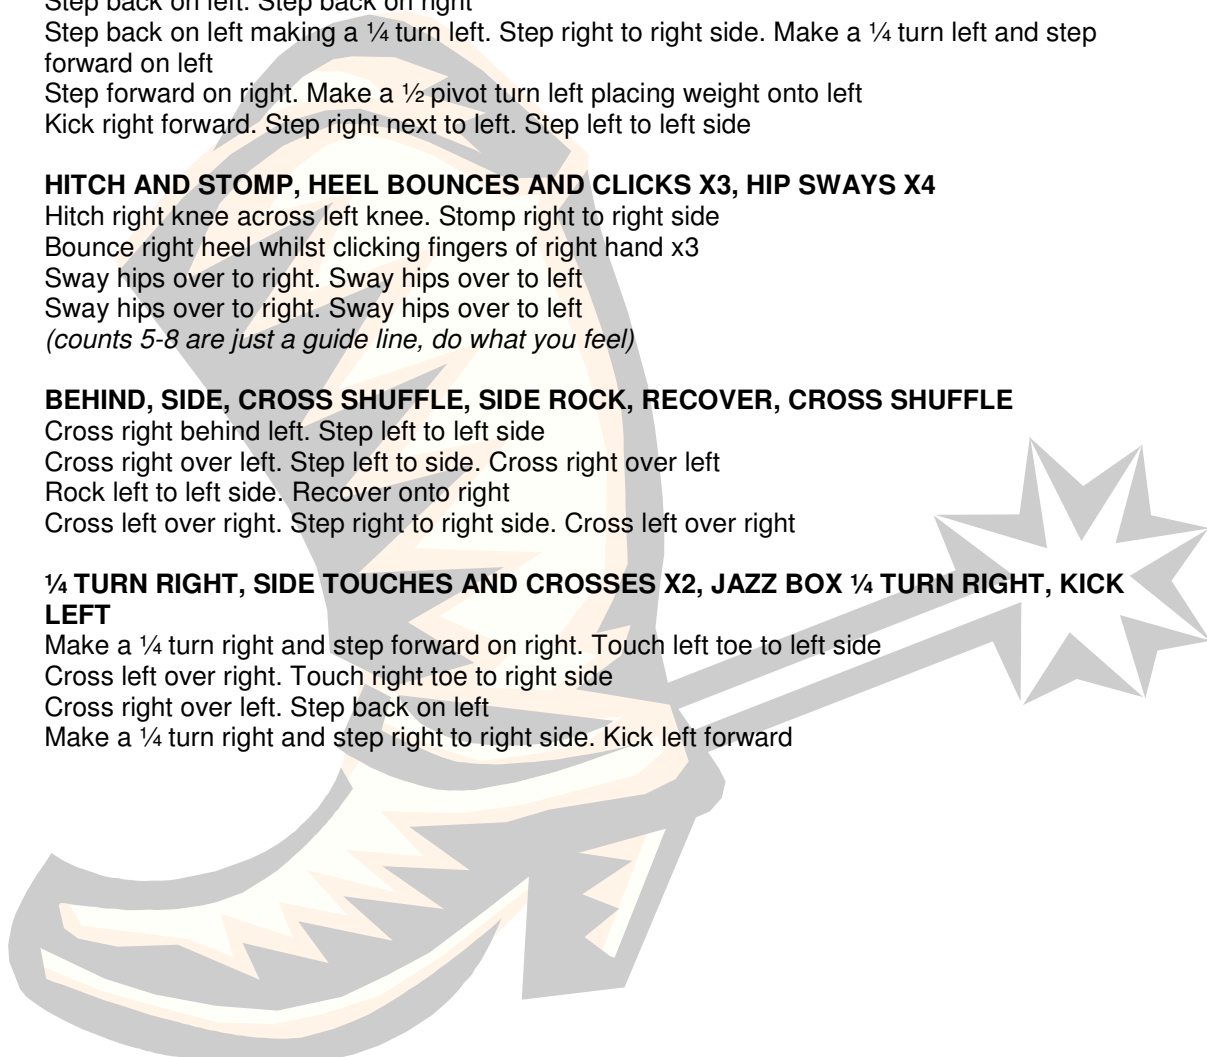 Step back on left. Step back on right
Step back on left making a ¼ turn left. Step right to right side. Make a ¼ turn left and step
forward on left
Step forward on right. Make a ½ pivot turn left placing weight onto left
Kick right forward. Step right next to left. Step left to left side
HITCH AND STOMP, HEEL BOUNCES AND CLICKS X3, HIP SWAYS X4
Hitch right knee across left knee. Stomp right to right side
Bounce right heel whilst clicking fingers of right hand x3
Sway hips over to right. Sway hips over to left
Sway hips over to right. Sway hips over to left
(counts 5-8 are just a guide line, do what you feel)
BEHIND, SIDE, CROSS SHUFFLE, SIDE ROCK, RECOVER, CROSS SHUFFLE
Cross right behind left. Step left to left side
Cross right over left. Step left to side. Cross right over left
Rock left to left side. Recover onto right
Cross left over right. Step right to right side. Cross left over right
¼ TURN RIGHT, SIDE TOUCHES AND CROSSES X2, JAZZ BOX ¼ TURN RIGHT, KICK
LEFT
Make a ¼ turn right and step forward on right. Touch left toe to left side
Cross left over right. Touch right toe to right side
Cross right over left. Step back on left
Make a ¼ turn right and step right to right side. Kick left forward